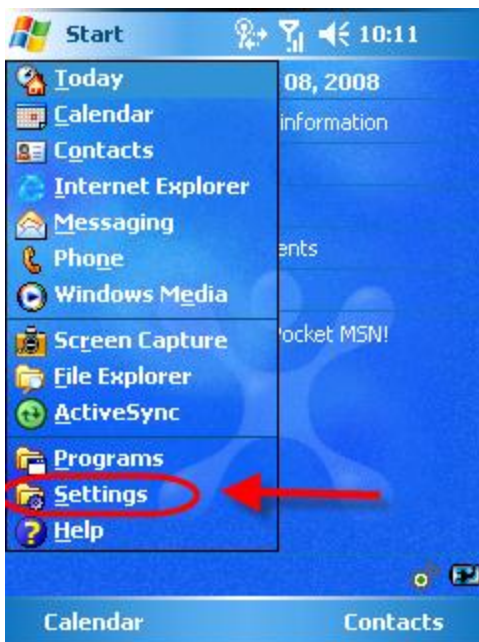 Start 10:11
Today
08, 2008
Calendar
information
Contacts
Internet Explorer
Messaging
Phone
ents
Windows Media
Screen Capture
Pocket MSN!
File Explorer
ActiveSync
Programs
Settings
Help
Calendar Contacts